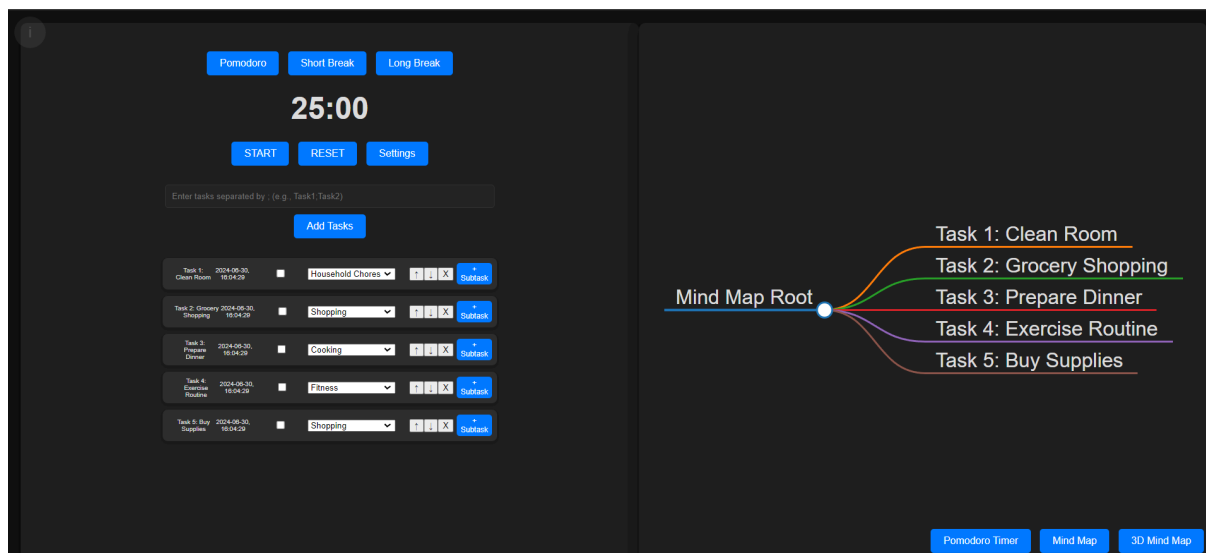 i
Pomodoro Short Break Long Break
25:00
START RESET Settings
Enter tasks separated by ; (e.g., Task1;Task2)
Add Tasks
Task 1:
Clean Room
2024-06-30,
16:04:29
Household Chores
↑ ↓ X
+
Subtask
Task 2: Grocery
Shopping
2024-06-30,
16:04:29
Shopping
↑ ↓ X
+
Subtask
Task 3:
Prepare
Dinner
2024-06-30,
16:04:29
Cooking
↑ ↓ X
+
Subtask
Task 4:
Exercise
Routine
2024-06-30,
16:04:29
Fitness
↑ ↓ X
+
Subtask
Task 5: Buy
Supplies
2024-06-30,
16:04:29
Shopping
↑ ↓ X
+
Subtask
Mind Map Root
Task 1: Clean Room
Task 2: Grocery Shopping
Task 3: Prepare Dinner
Task 4: Exercise Routine
Task 5: Buy Supplies
Pomodoro Timer Mind Map 3D Mind Map